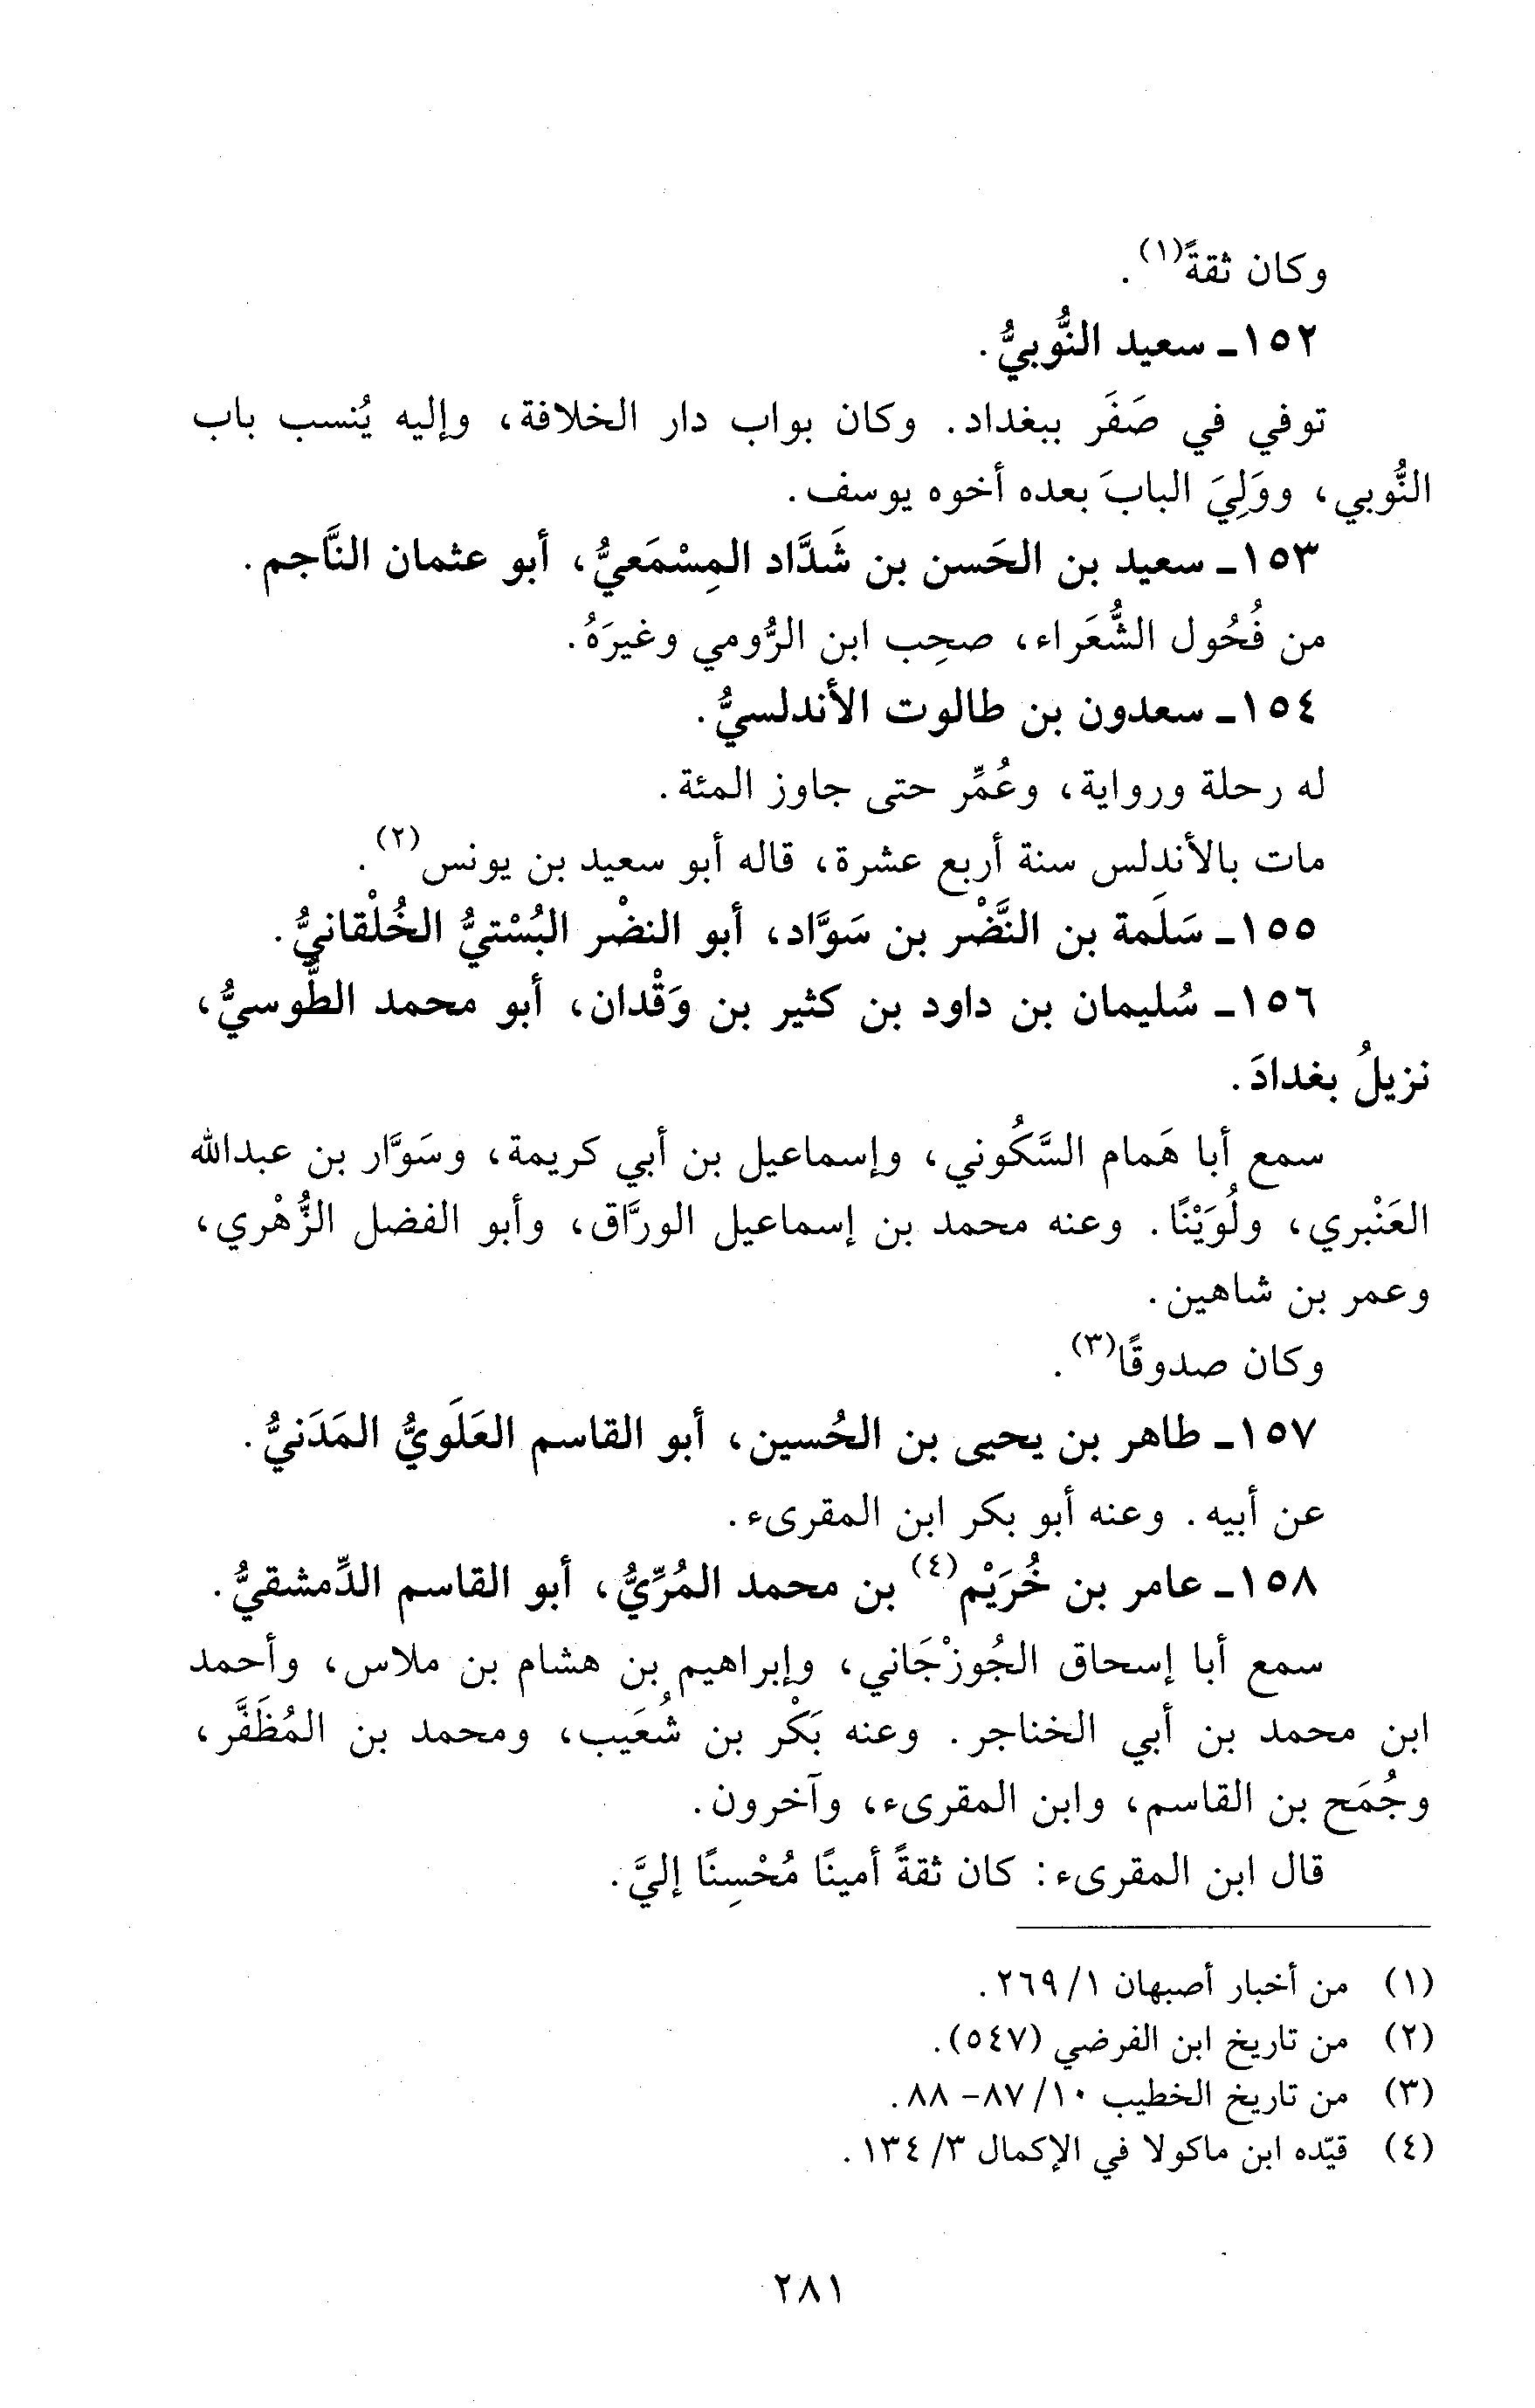 وكان ثقةً(١).
١٥٢ـ سعيد النُّوبيُّ.
توفي في صَفَر ببغداد. وكان بواب دار الخلافة، وإليه يُنسب باب
النُّوبي، ووَلِيَ البابَ بعده أخوه يوسف.
١٥٣ـ سعيد بن الحَسن بن شَدَّاد المِسْمَعيُّ، أبو عثمان النَّاجم.
من فُحُول الشُّعَراء، صحِب ابن الرُّومي وغيرَهُ.
١٥٤ـ سعدون بن طالوت الأندلسيُّ.
له رحلة ورواية، وعُمِّر حتى جاوز المئة.
مات بالأندلس سنة أربع عشرة، قاله أبو سعيد بن يونس(٢).
١٥٥ـ سَلَمة بن النَّضْر بن سَوَّاد، أبو النضْر البُسْتيُّ الخُلْقانيُّ.
١٥٦ـ سُليمان بن داود بن كثير بن وَقْدان، أبو محمد الطُّوسيُّ،
نزيلُ بغدادَ.
سمع أبا هَمام السَّكُوني، وإسماعيل بن أبي كريمة، وسَوَّار بن عبدالله
العَنْبري، ولُوَيْنًا. وعنه محمد بن إسماعيل الورَّاق، وأبو الفضل الزُّهْري،
وعمر بن شاهين.
وكان صدوقًا(٣).
١٥٧ـ طاهر بن يحيى بن الحُسين، أبو القاسم العَلَويُّ المَدَنيُّ.
عن أبيه. وعنه أبو بكر ابن المقرىء.
١٥٨ـ عامر بن خُرَيْم(٤) بن محمد المُرِّيُّ، أبو القاسم الدِّمشقيُّ.
سمع أبا إسحاق الجُوزْجَاني، وإبراهيم بن هشام بن ملاس، وأحمد
ابن محمد بن أبي الخناجر. وعنه بَكْر بن شُعَيب، ومحمد بن المُظَفَّر،
وجُمَح بن القاسم، وابن المقرىء، وآخرون.
قال ابن المقرىء: كان ثقةً أمينًا مُحْسِنًا إليَّ.
(١) من أخبار أصبهان ١/ ٢٦٩.
(٢) من تاريخ ابن الفرضي (٥٤٧).
(٣) من تاريخ الخطيب ١٠/ ٨٧- ٨٨.
(٤) قيّده ابن ماكولا في الإكمال ٣/ ١٣٤.
٢٨١